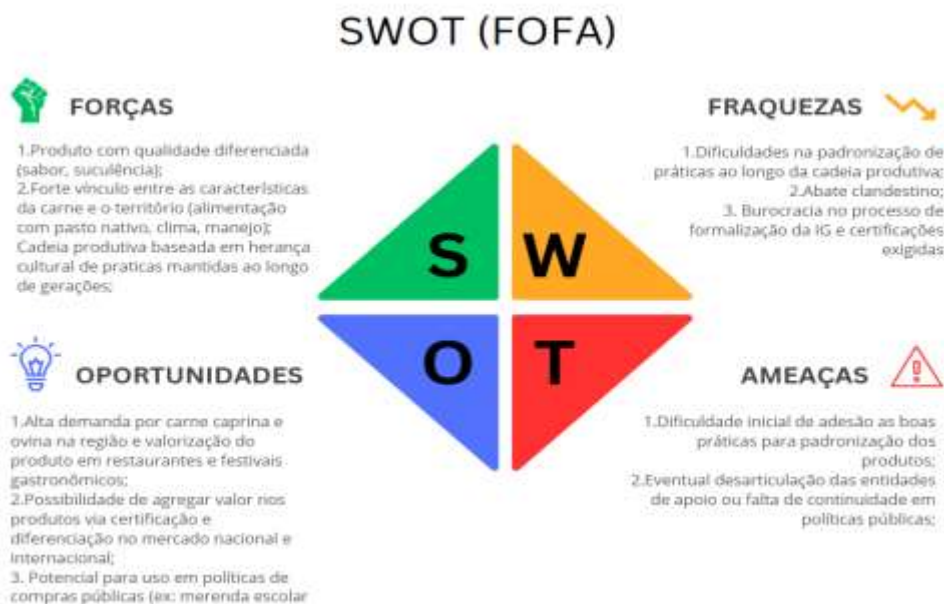 SWOT (FOFA)
FORÇAS
1.Produto com qualidade diferenciada
(sabor, suculência);
2.Forte vínculo entre as características
da carne e o território (alimentação
com pasto nativo, clima, manejo);
Cadeia produtiva baseada em herança
cultural de praticas mantidas ao longo
de gerações;
FRAQUEZAS
1.Dificuldades na padronização de
práticas ao longo da cadeia produtiva;
2.Abate clandestino;
3. Burocracia no processo de
formalização da IG e certificações
exigidas
S W
O T
OPORTUNIDADES
1.Alta demanda por carne caprina e
ovina na região e valorização do
produto em restaurantes e festivais
gastronômicos;
2.Possibilidade de agregar valor nos
produtos via certificação e
diferenciação no mercado nacional e
internacional;
3. Potencial para uso em políticas de
compras públicas (ex: merenda escolar
AMEAÇAS
1.Dificuldade inicial de adesão as boas
práticas para padronização dos
produtos;
2.Eventual desarticulação das entidades
de apoio ou falta de continuidade em
políticas públicas;